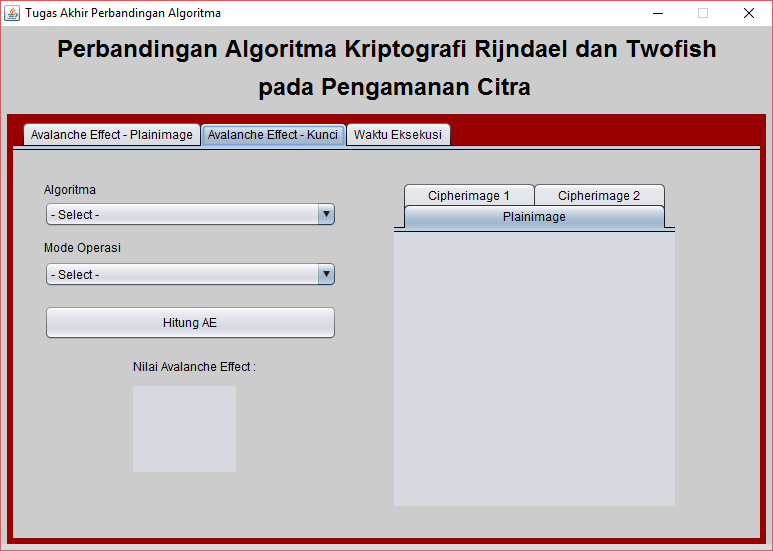 Tugas Akhir Perbandingan Algoritma
Perbandingan Algoritma Kriptografi Rijndael dan Twofish
pada Pengamanan Citra
Avalanche Effect - Plainimage Avalanche Effect - Kunci Waktu Eksekusi
Algoritma
- Select -
Mode Operasi
- Select -
Hitung AE
Nilai Avalanche Effect :
Cipherimage 1 Cipherimage 2
Plainimage